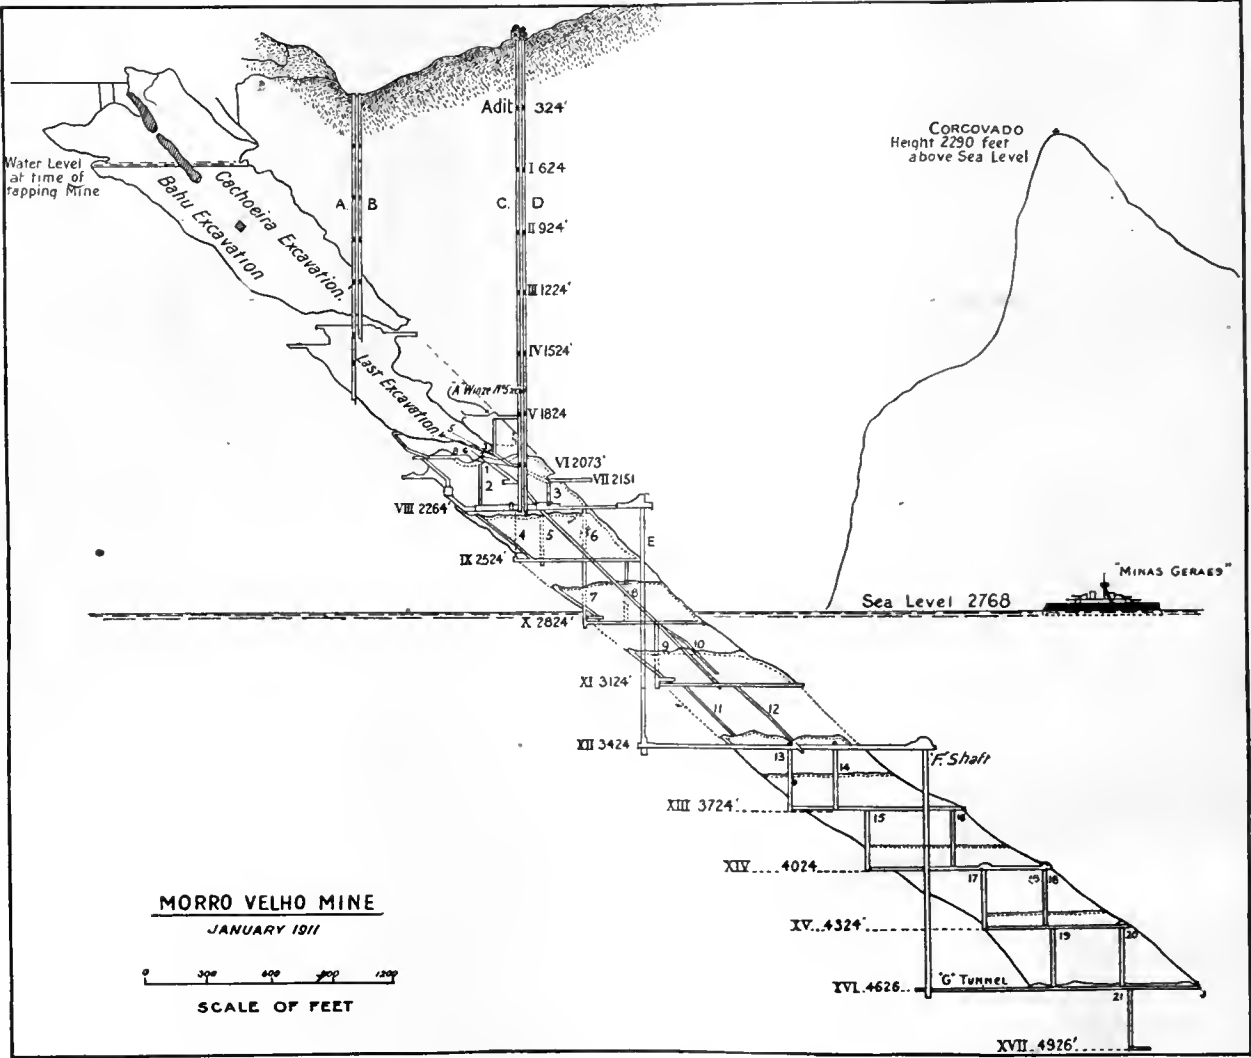 Adit 324'
CORCOVADO
Height 2290 feet
above Sea Level
Water Level
at time of
tapping Mine
I 624
Cachoeira Excavation.
Bahu Excavation
A. B
C. D
II 924'
III 1224'
IV 1524'
Last Excavation
V 1824
VI 2073'
VII 2151
1
2
3
VIII 2264'
4
5
6
E
IX 2524'
"MINAS GERAES"
7
8
Sea Level 2768
X 2824'
9
10
XI 3124'
11
12
XII 3424
13
14
"F." Shaft
XIII 3724'
15
16
XIV 4024
17
18
MORRO VELHO MINE
JANUARY 1911
XV 4324'
19
20
0 300 600 900 1200
SCALE OF FEET
XVI 4626
"G" TUNNEL
21
XVII 4926'